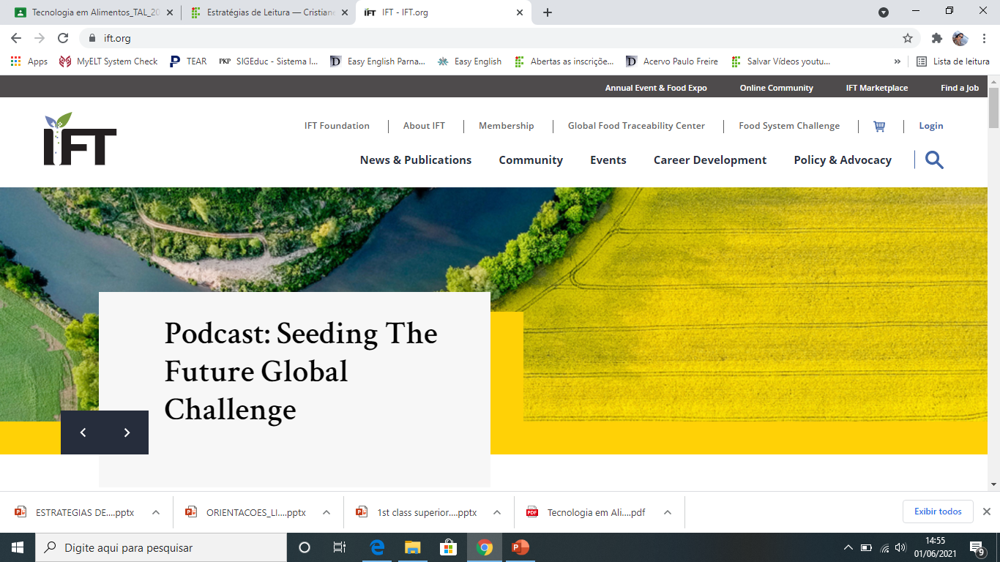 Tecnologia em Alimentos_TAL_20
Estratégias de Leitura — Cristiane
IFT - IFT.org
ift.org
Apps
MyELT System Check
TEAR
PKP
SIGEduc - Sistema I...
Easy English Parna...
Easy English
Abertas as inscriçõe...
Acervo Paulo Freire
Salvar Vídeos youtu...
»
Lista de leitura
Annual Event & Food Expo
Online Community
IFT Marketplace
Find a Job
IFT
IFT Foundation
About IFT
Membership
Global Food Traceability Center
Food System Challenge
Login
News & Publications
Community
Events
Career Development
Policy & Advocacy
Podcast: Seeding The
Future Global
Challenge
ESTRATEGIAS DE....pptx
ORIENTACOES_LI....pptx
1st class superior....pptx
PDF
Tecnologia em Ali....pdf
Exibir todos
Digite aqui para pesquisar
14:55
01/06/2021
9